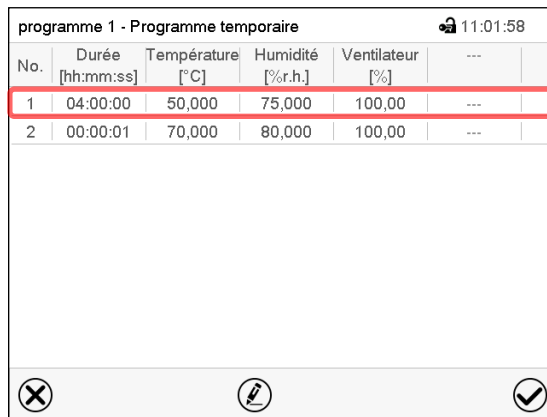 programme 1 - Programme temporaire 11:01:58
No. Durée [hh:mm:ss] Température [°C] Humidité [%r.h.] Ventilateur [%] ---
1 04:00:00 50,000 75,000 100,00 ---
2 00:00:01 70,000 80,000 100,00 ---